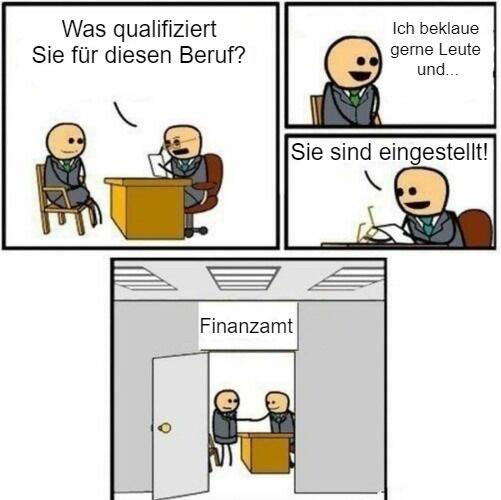 Was qualifiziert
Sie für diesen Beruf?
Ich beklaue
gerne Leute
und...
Sie sind eingestellt!
Finanzamt